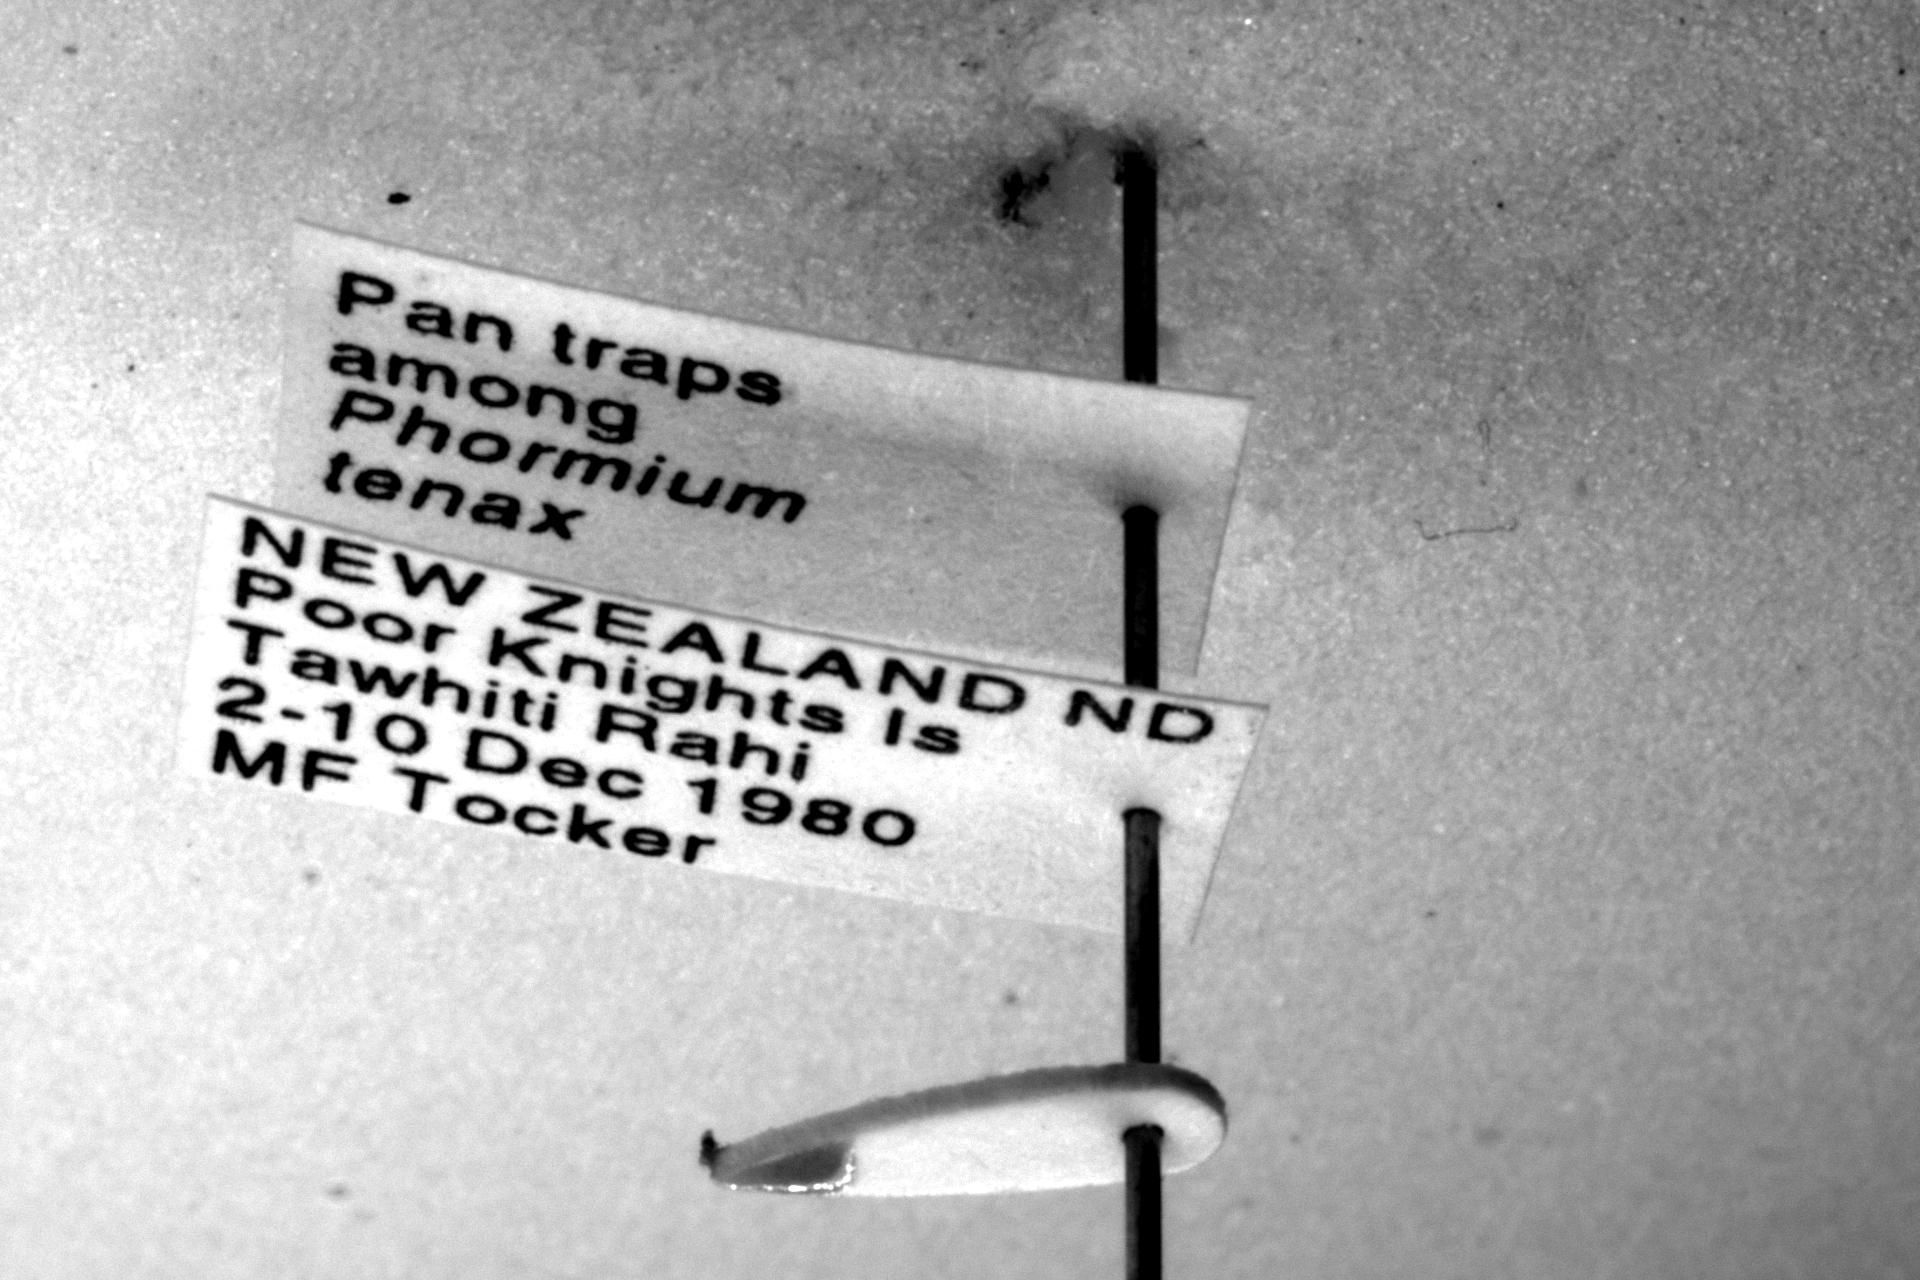 Pan traps
among
Phormium
tenax
NEW ZEALAND ND
Poor Knights Is
Tawhiti Rahi
2-10 Dec 1980
MF Tocker